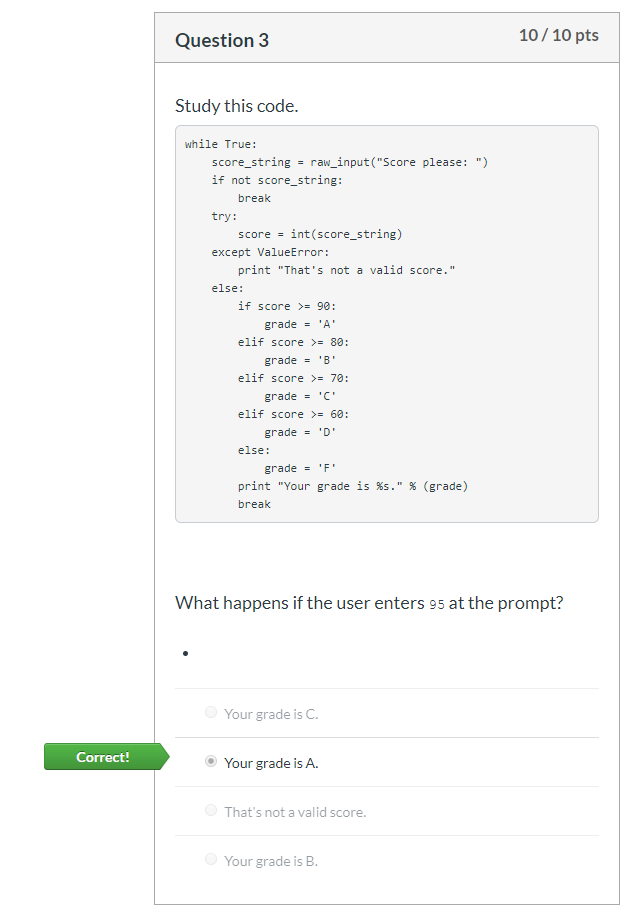 Question 3
10 / 10 pts
Study this code.
while True:
    score_string = raw_input("Score please: ")
    if not score_string:
        break
    try:
        score = int(score_string)
    except ValueError:
        print "That's not a valid score."
    else:
        if score >= 90:
            grade = 'A'
        elif score >= 80:
            grade = 'B'
        elif score >= 70:
            grade = 'C'
        elif score >= 60:
            grade = 'D'
        else:
            grade = 'F'
        print "Your grade is %s." % (grade)
        break
What happens if the user enters 95 at the prompt?
•
Your grade is C.
Correct!
Your grade is A.
That's not a valid score.
Your grade is B.